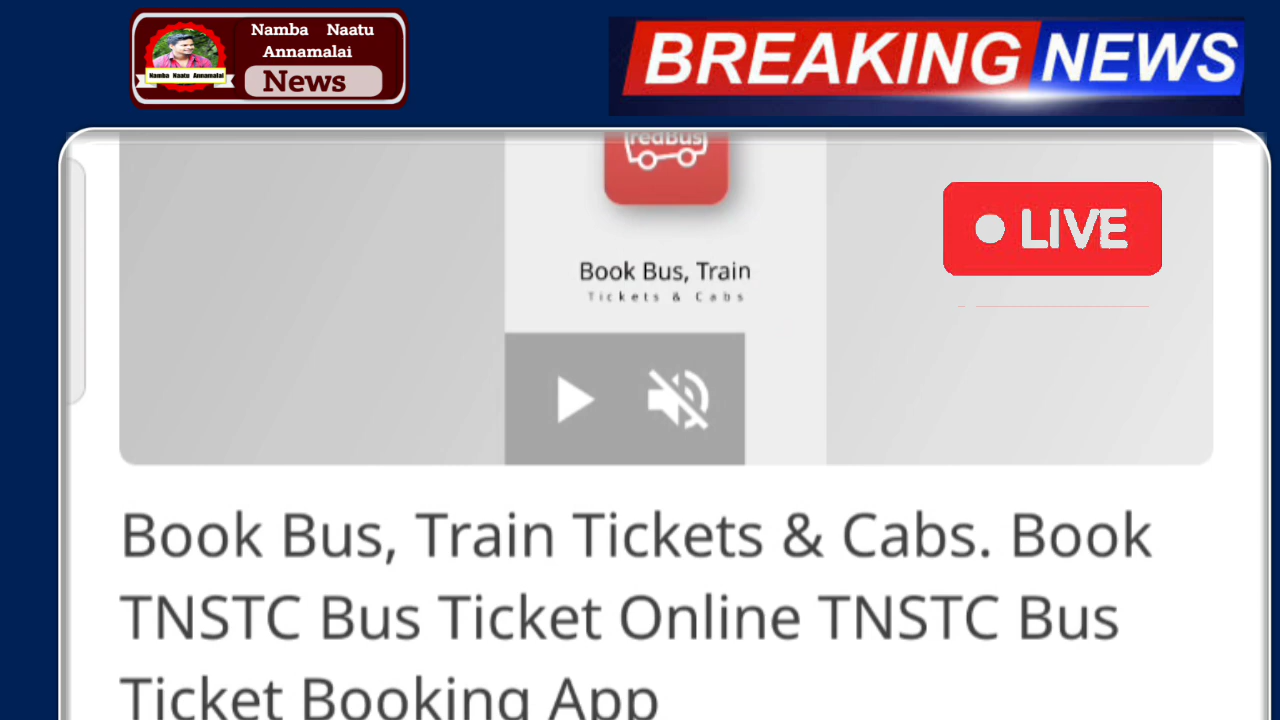 Namba Naatu
Annamalai
News
Namba Naatu Annamalai
BREAKING NEWS
redBus
LIVE
Book Bus, Train
Tickets & Cabs
Book Bus, Train Tickets & Cabs. Book
TNSTC Bus Ticket Online TNSTC Bus
Ticket Booking App